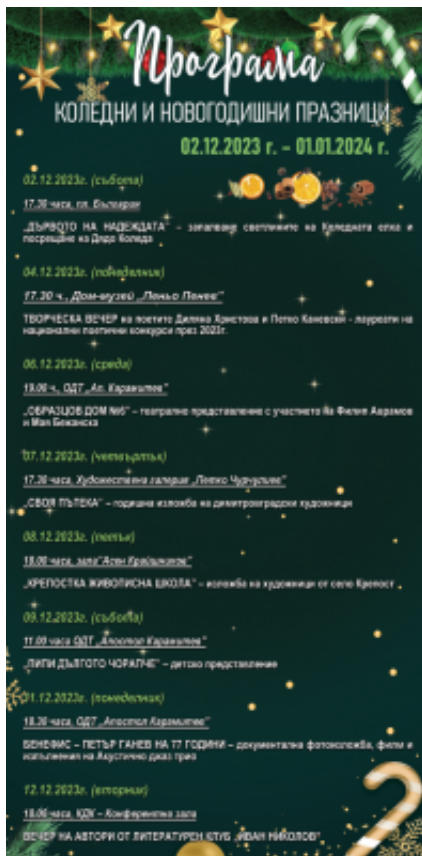 Програма
КОЛЕДНИ И НОВОГОДИШНИ ПРАЗНИЦИ
02.12.2023 г. – 01.01.2024 г.
02.12.2023г. (събота)
17.30 часа, пл. България
„ДЪРВОТО НА НАДЕЖДАТА" – запалване светлините на Коледната елха и
посрещане на Дядо Коледа
04.12.2023г. (понеделник)
17.30 ч., Дом-музей „Пеньо Пенев"
ТВОРЧЕСКА ВЕЧЕР на поетите Диляна Христова и Петко Каневски - лауреати на
национални поетични конкурси през 2023г.
06.12.2023г. (сряда)
19.00 ч., ОДТ „Ап. Карамитев"
„ОБРАЗЦОВ ДОМ №6" – театрално представление с участието на Филип Аврамов
и Мая Бежанска
07.12.2023г. (четвъртък)
17.30 часа, Художествена галерия „Петко Чурчулиев"
„СВОЯ ПЪТЕКА" – годишна изложба на димитровградски художници
08.12.2023г. (петък)
18.00 часа, зала"Асен Крайшников"
„КРЕПОСТКА ЖИВОПИСНА ШКОЛА" – изложба на художници от село Крепост
09.12.2023г. (събота)
11.00 часа ОДТ „Апостол Карамитев"
„ПИПИ ДЪЛГОТО ЧОРАПЧЕ" – детско представление
11.12.2023г. (понеделник)
18.30 часа, ОДТ „Апостол Карамитев"
БЕНЕФИС – ПЕТЪР ГАНЕВ НА 77 ГОДИНИ – документална фотоизложба, филм и
изпълнения на Акустично джаз трио
12.12.2023г. (вторник)
18.00 часа, КДК – Конферентна зала
ВЕЧЕР НА АВТОРИ ОТ ЛИТЕРАТУРЕН КЛУБ „ИВАН НИКОЛОВ"